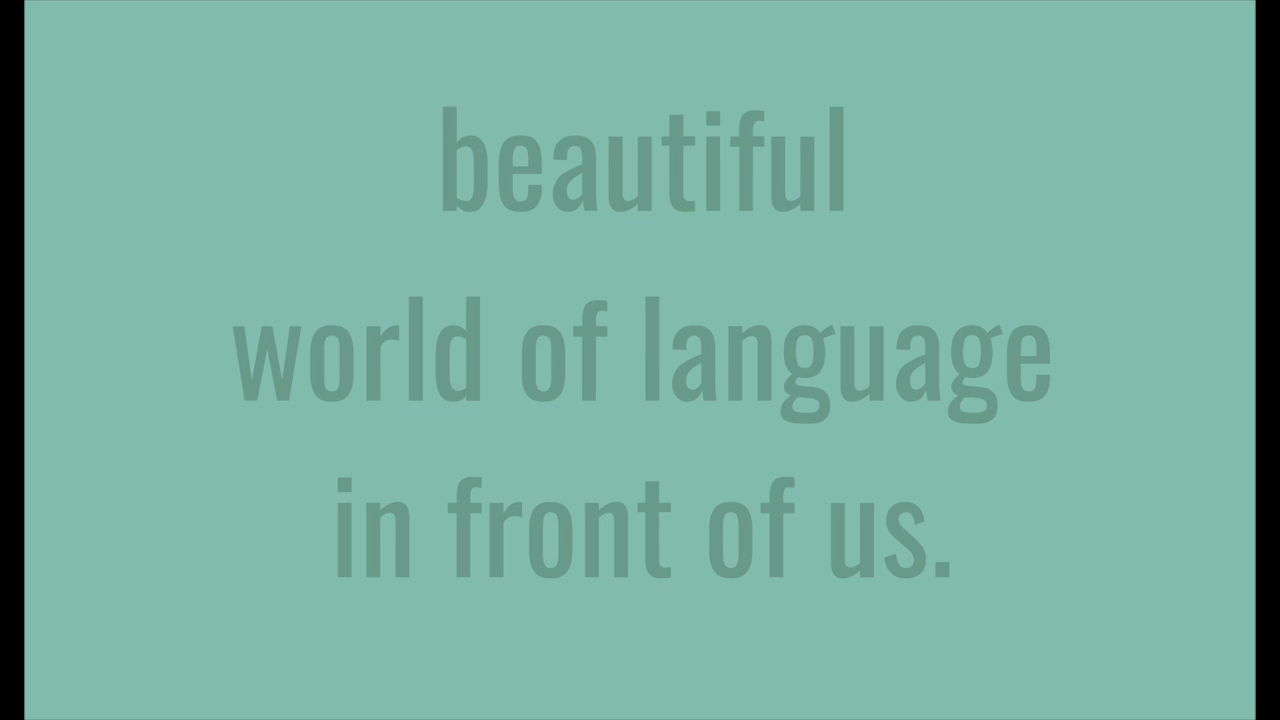 beautiful
world of language
in front of us.